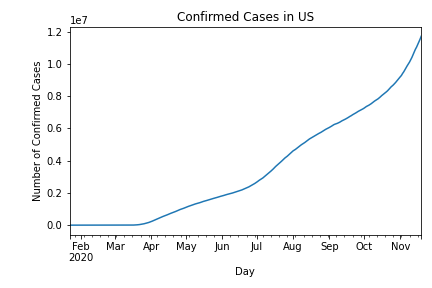 Confirmed Cases in US
1e7
1.2
1.0
0.8
0.6
0.4
0.2
0.0
Number of Confirmed Cases
Feb Mar Apr May Jun Jul Aug Sep Oct Nov
2020
Day